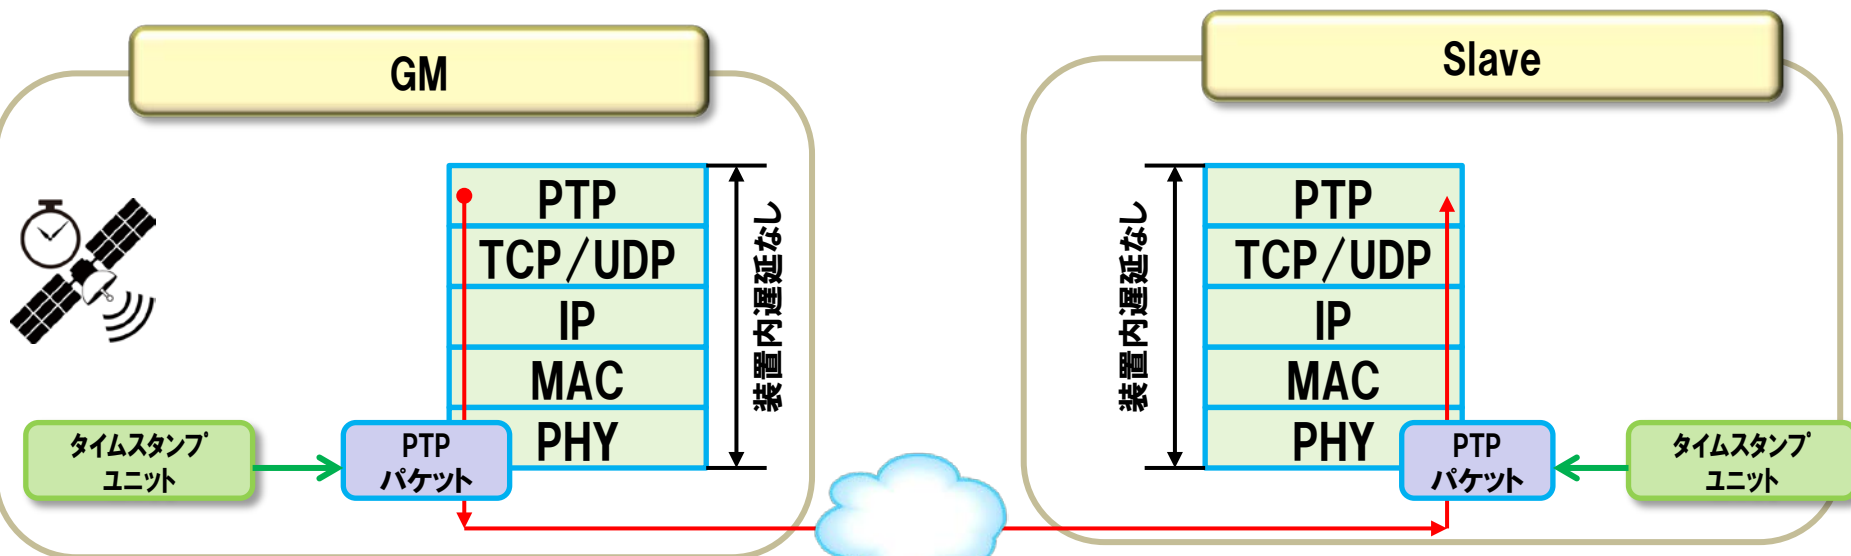 GM
Slave
PTP
TCP/UDP
IP
MAC
PHY
装置内遅延なし
タイムスタンプ
ユニット
PTP
パケット
装置内遅延なし
PTP
TCP/UDP
IP
MAC
PHY
PTP
パケット
タイムスタンプ
ユニット